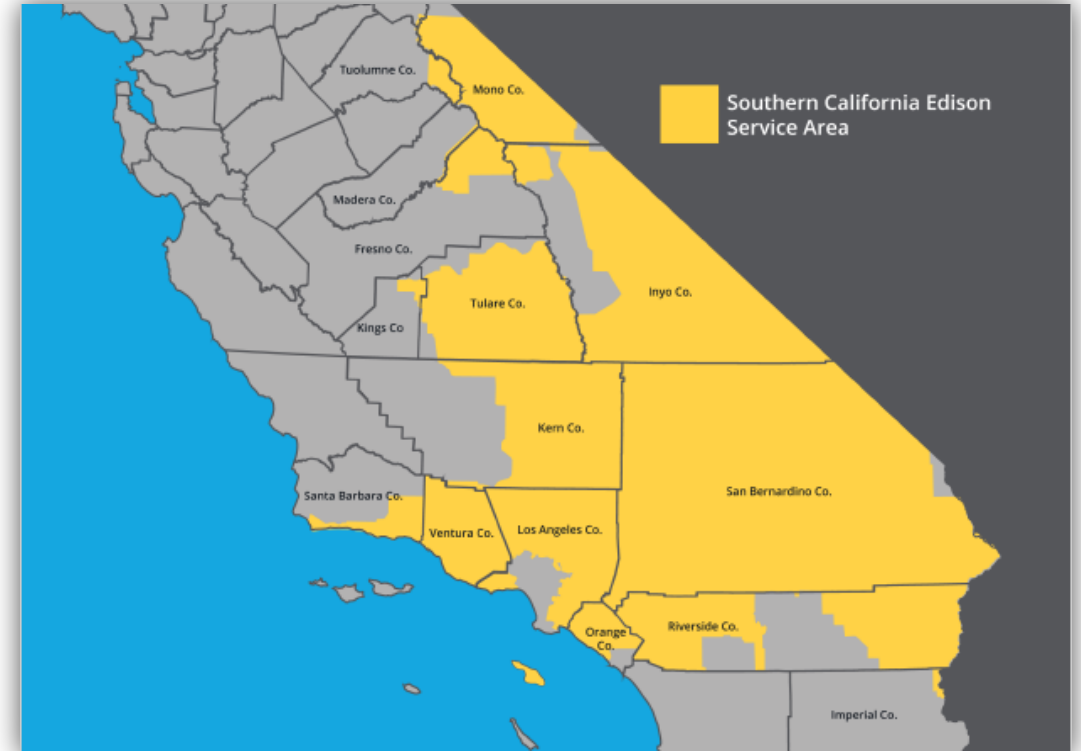 Tuolumne Co.
Mono Co.
Southern California Edison
Service Area
Madera Co.
Fresno Co.
Inyo Co.
Tulare Co.
Kings Co
Kern Co.
San Bernardino Co.
Santa Barbara Co.
Ventura Co.
Los Angeles Co.
Orange
Co.
Riverside Co.
Imperial Co.